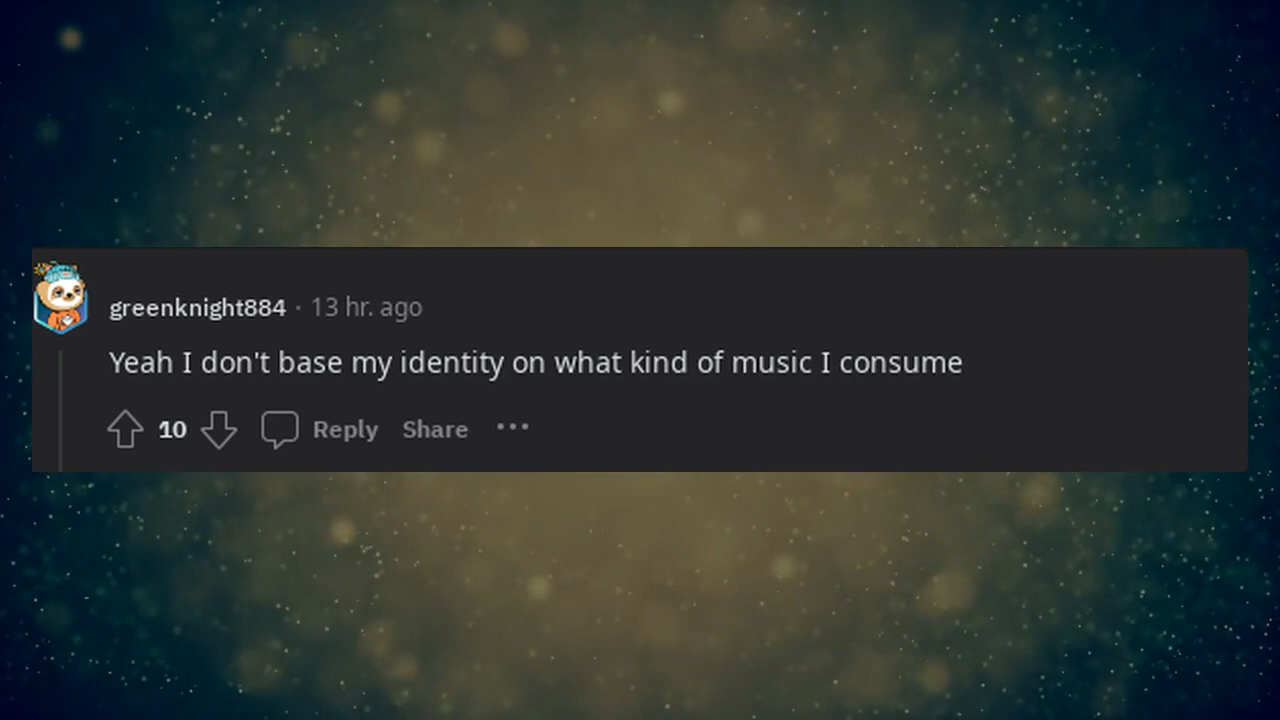 greenknight884 · 13 hr. ago
Yeah I don't base my identity on what kind of music I consume
10 Reply Share •••